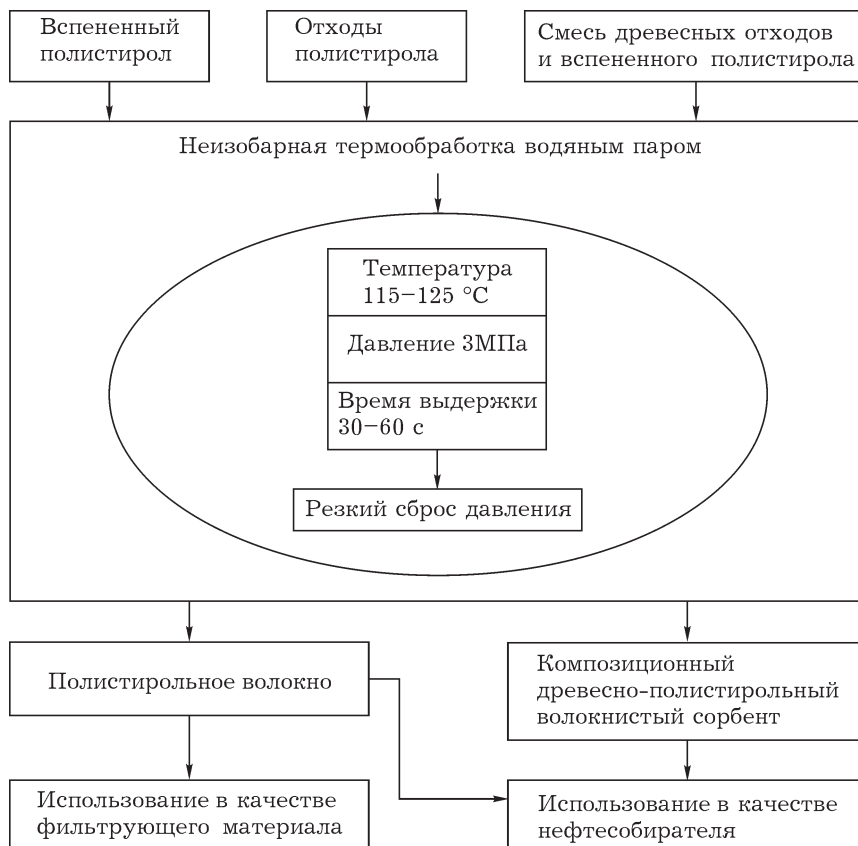 Вспененный
полистирол
Отходы
полистирола
Смесь древесных отходов
и вспененного полистирола
Неизобарная термообработка водяным паром
Температура
115−125 °С
Давление 3МПа
Время выдержки
30−60 с
Резкий сброс давления
Полистирольное волокно
Композиционный
древесно-полистирольный
волокнистый сорбент
Использование в качестве
фильтрующего материала
Использование в качестве
нефтесобирателя